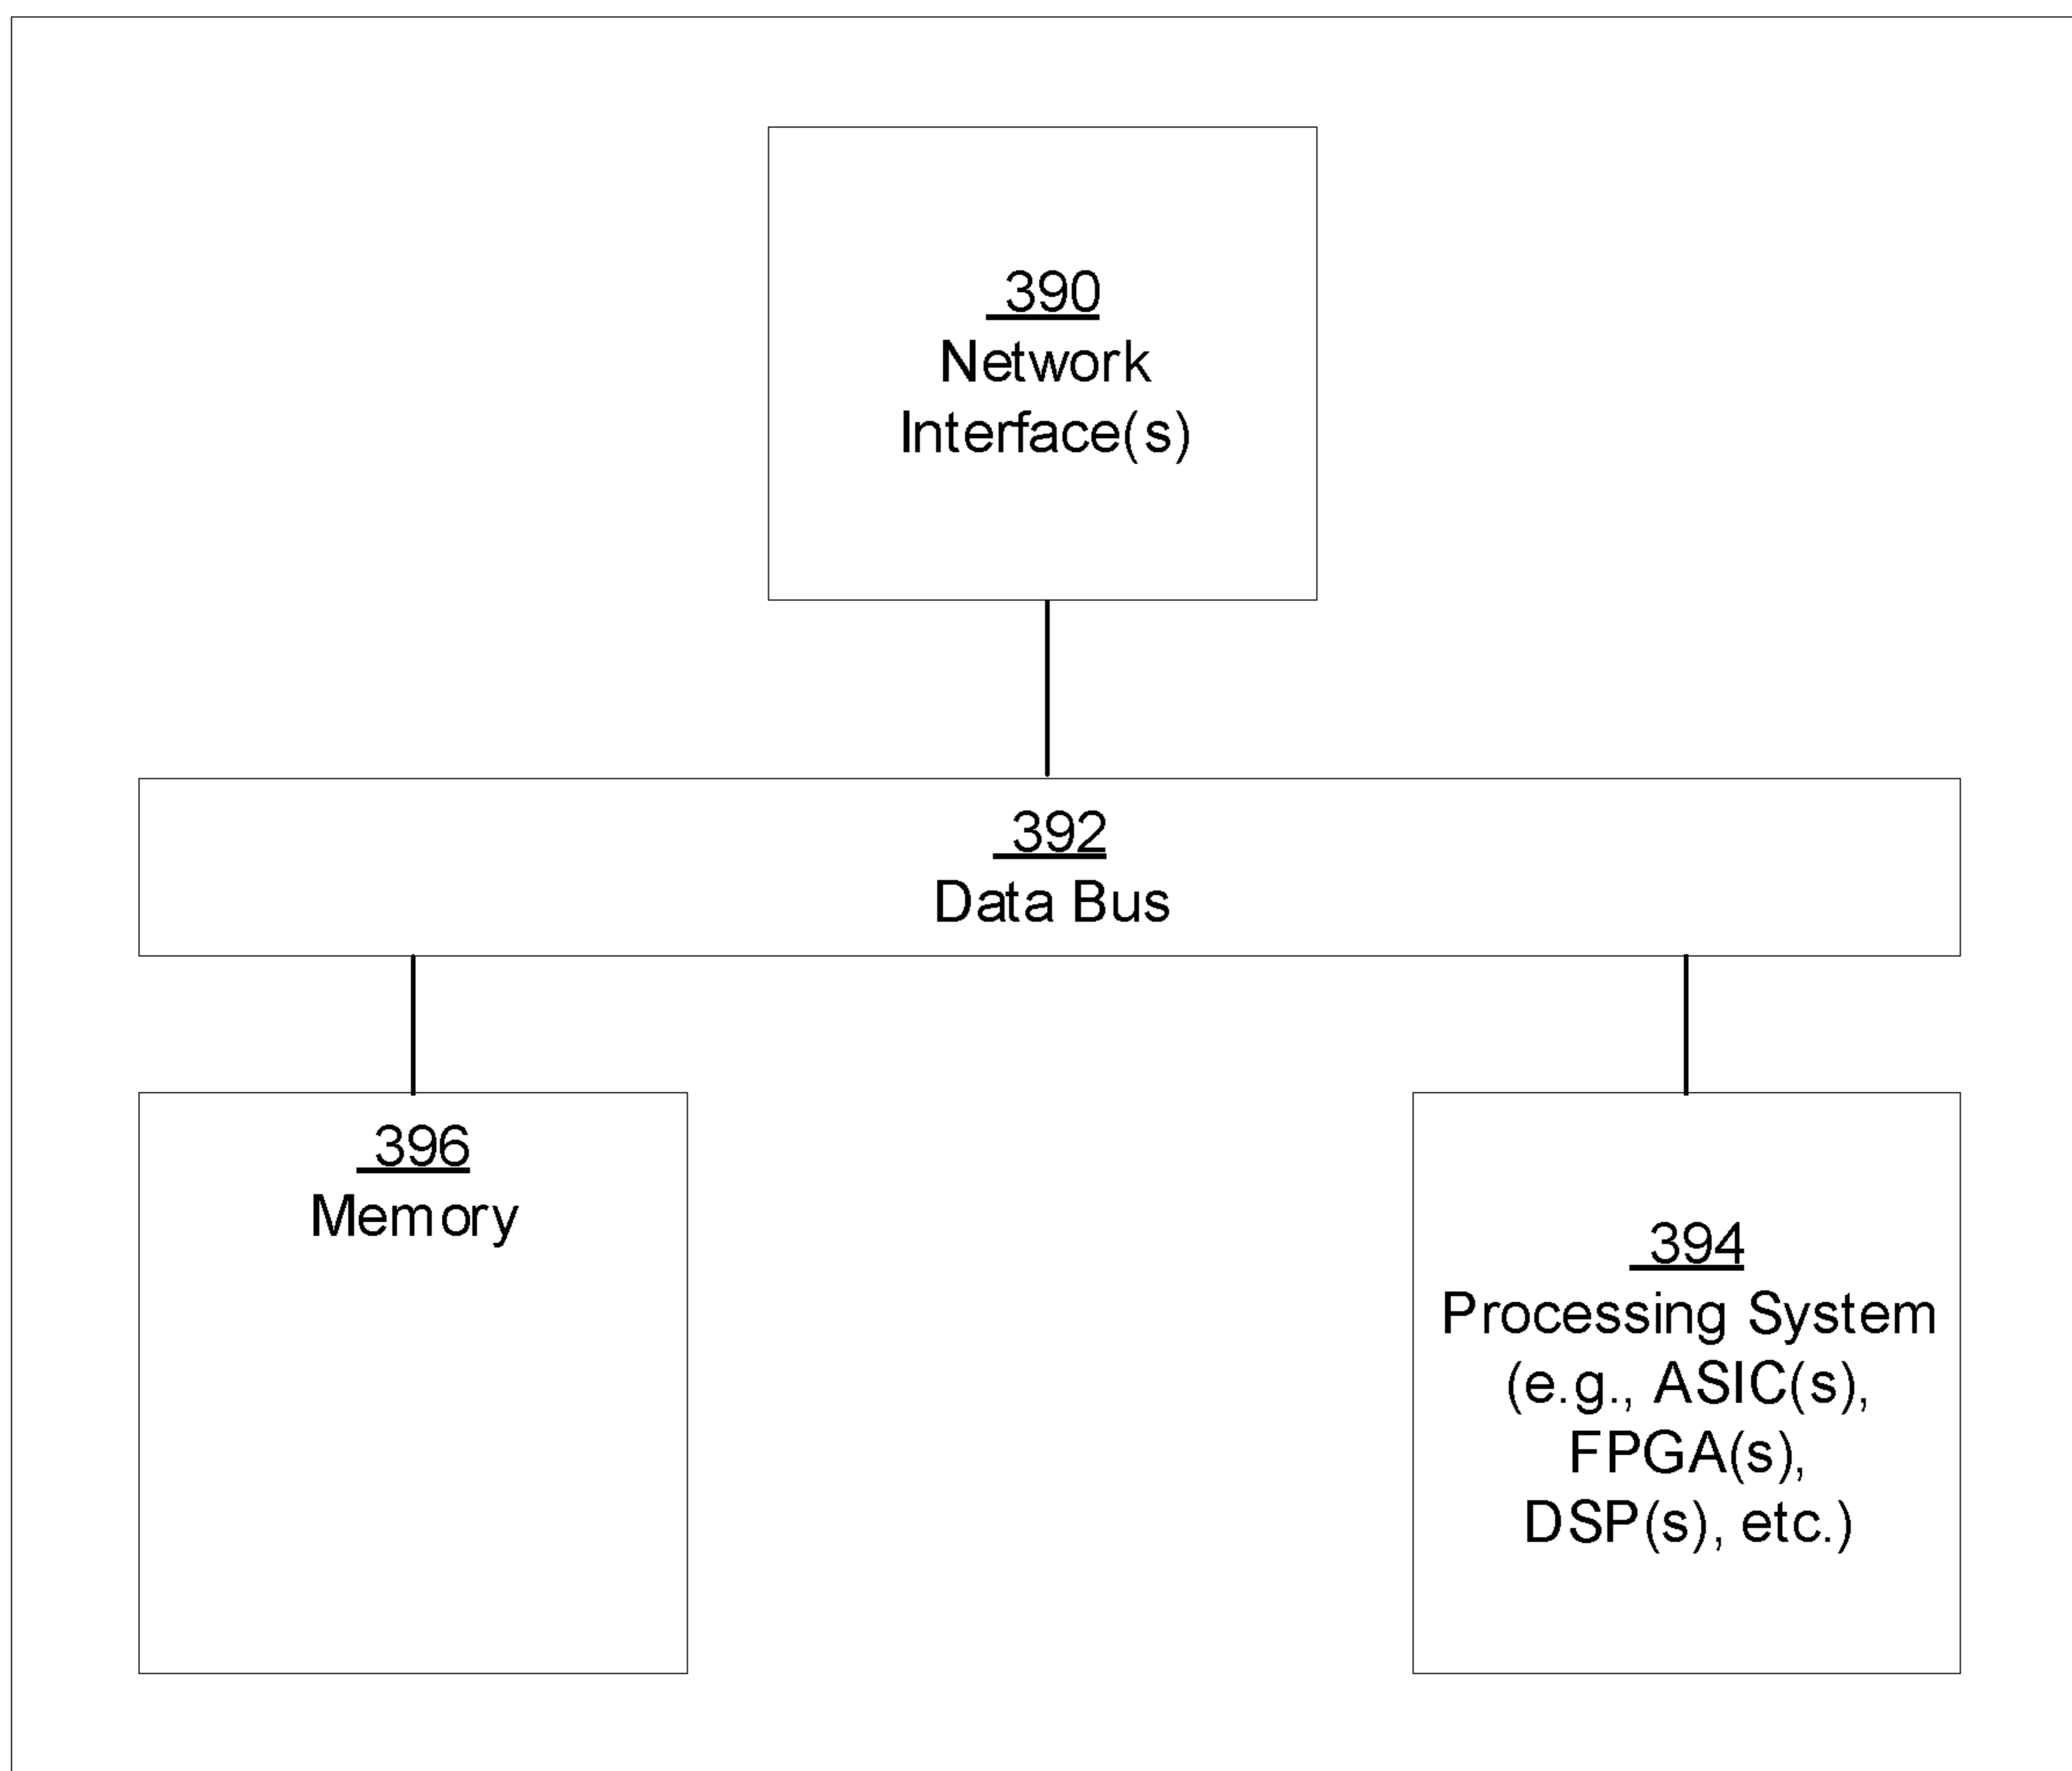 390
Network
Interface(s)
392
Data Bus
396
Memory
394
Processing System
(e.g., ASIC(s),
FPGA(s),
DSP(s), etc.)